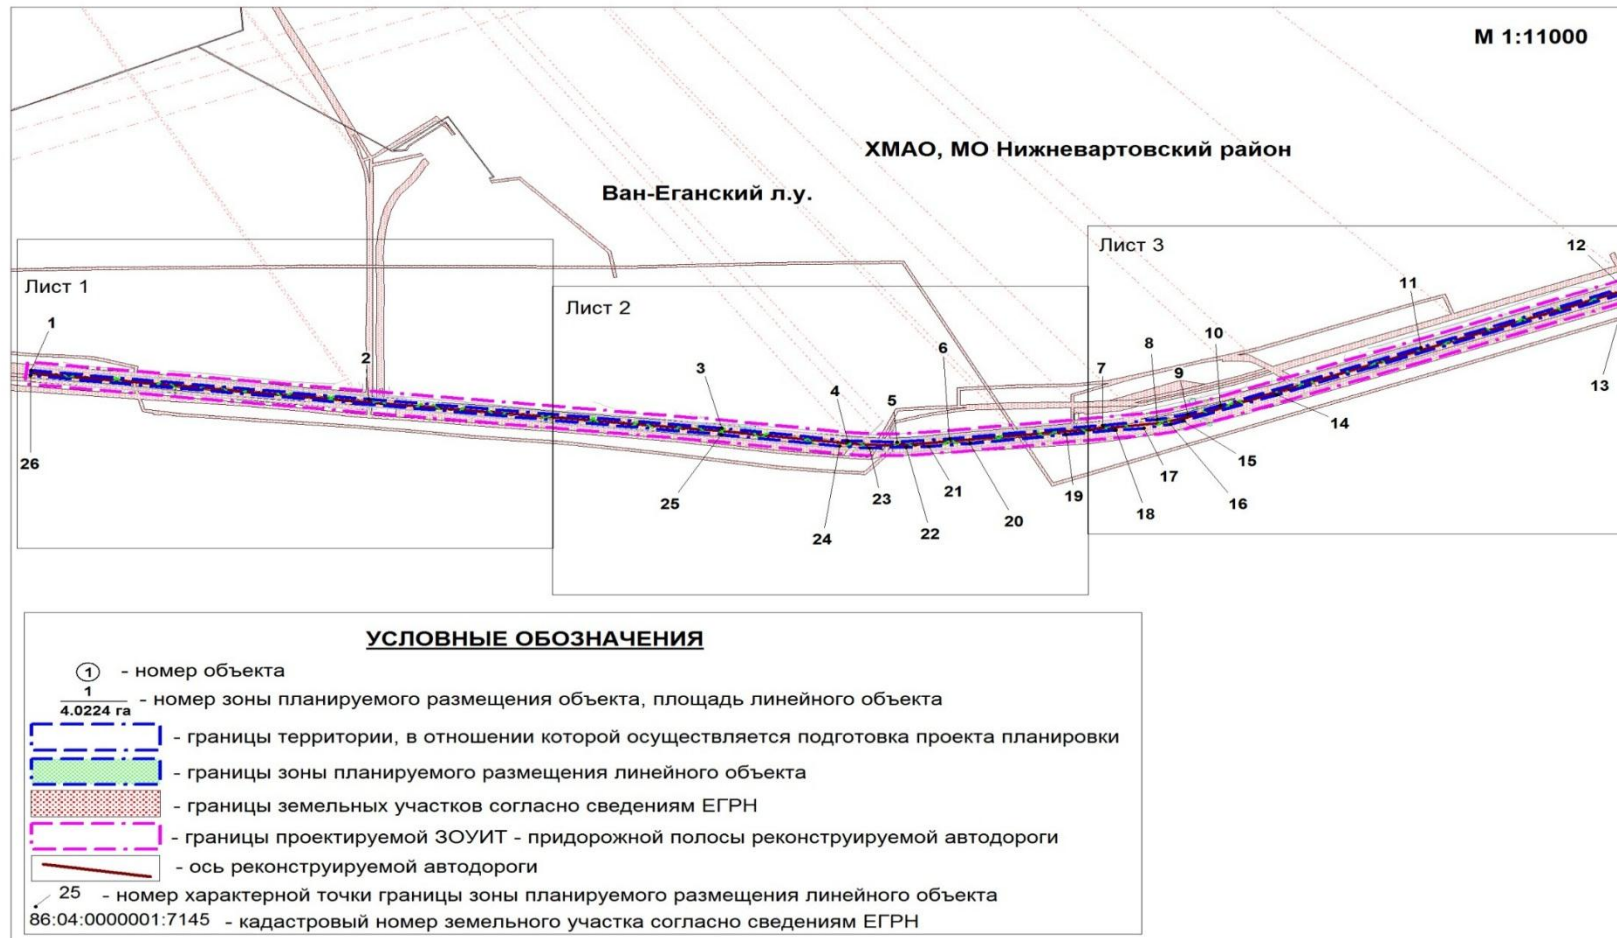 М 1:11000
ХМАО, МО Нижневартовский район
Ван-Еганский л.у.
Лист 3
12
Лист 1
Лист 2
11
1
10
8
2
6
7
9
3
4
5
13
14
26
25
23
21
19
17
15
24
22
20
18
16
УСЛОВНЫЕ ОБОЗНАЧЕНИЯ
1 - номер объекта
1
4.0224 га - номер зоны планируемого размещения объекта, площадь линейного объекта
- границы территории, в отношении которой осуществляется подготовка проекта планировки
- границы зоны планируемого размещения линейного объекта
- границы земельных участков согласно сведениям ЕГРН
- границы проектируемой ЗОУИТ - придорожной полосы реконструируемой автодороги
- ось реконструируемой автодороги
25 - номер характерной точки границы зоны планируемого размещения линейного объекта
86:04:0000001:7145 - кадастровый номер земельного участка согласно сведениям ЕГРН